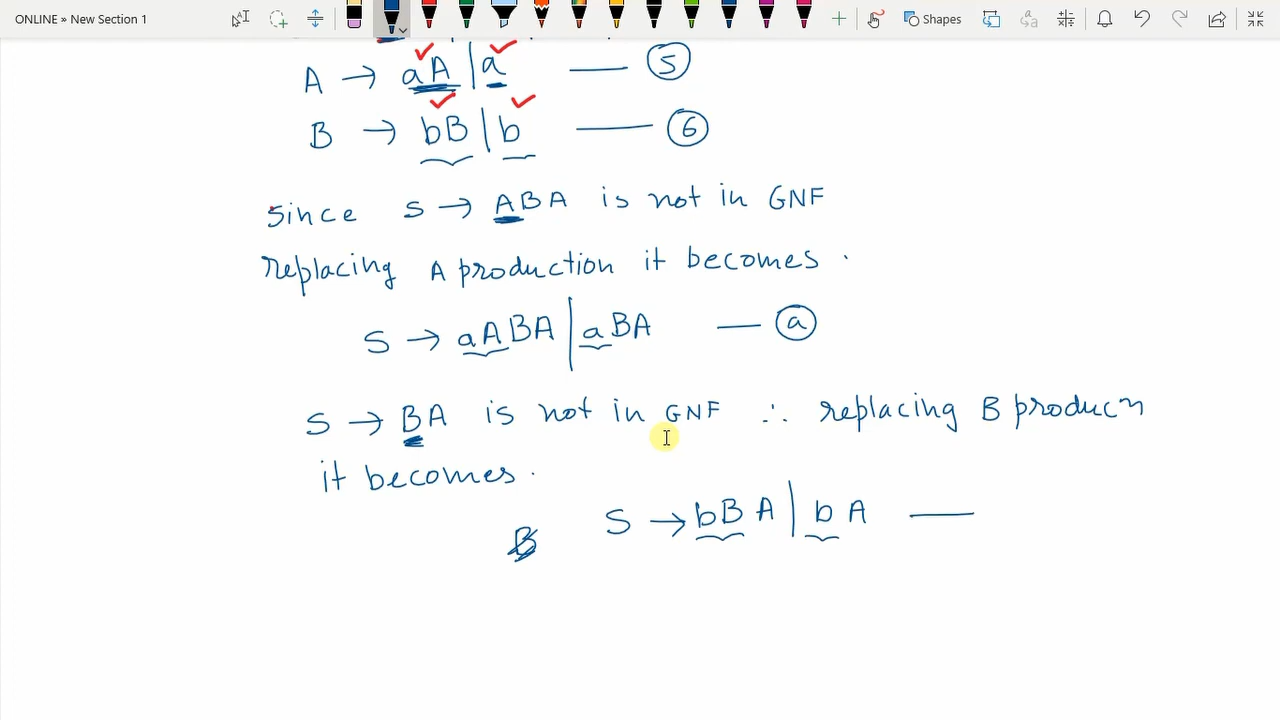 ONLINE » New Section 1
Shapes
A → aA | a — 5
B → bB | b — 6
since S → ABA is not in GNF
replacing A production it becomes.
S → aABA | aBA — a
S → BA is not in GNF ∴ replacing B producn
it becomes.
S → bBA | bA —
B